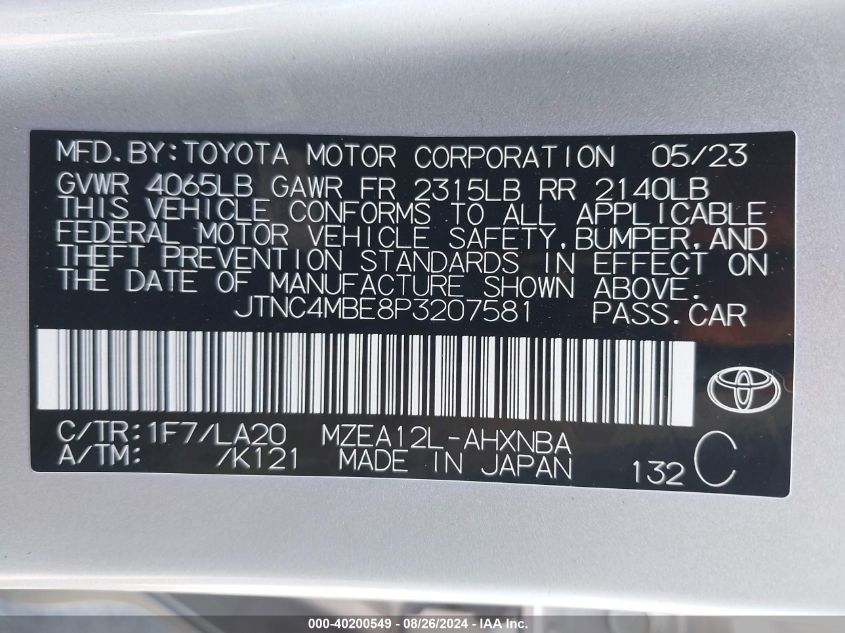 MFD.BY:TOYOTA MOTOR CORPORATION 05/23
GVWR 4065LB GAWR FR 2315LB RR 2140LB
THIS VEHICLE CONFORMS TO ALL APPLICABLE
FEDERAL MOTOR VEHICLE SAFETY,BUMPER,AND
THEFT PREVENTION STANDARDS IN EFFECT ON
THE DATE OF MANUFACTURE SHOWN ABOVE.
JTNC4MBE8P3207581 PASS.CAR
C/TR:1F7/LA20 MZEA12L-AHXNBA
A/TM: /K121 MADE IN JAPAN 132 C
000-40200549 - 08/26/2024 - IAA Inc.